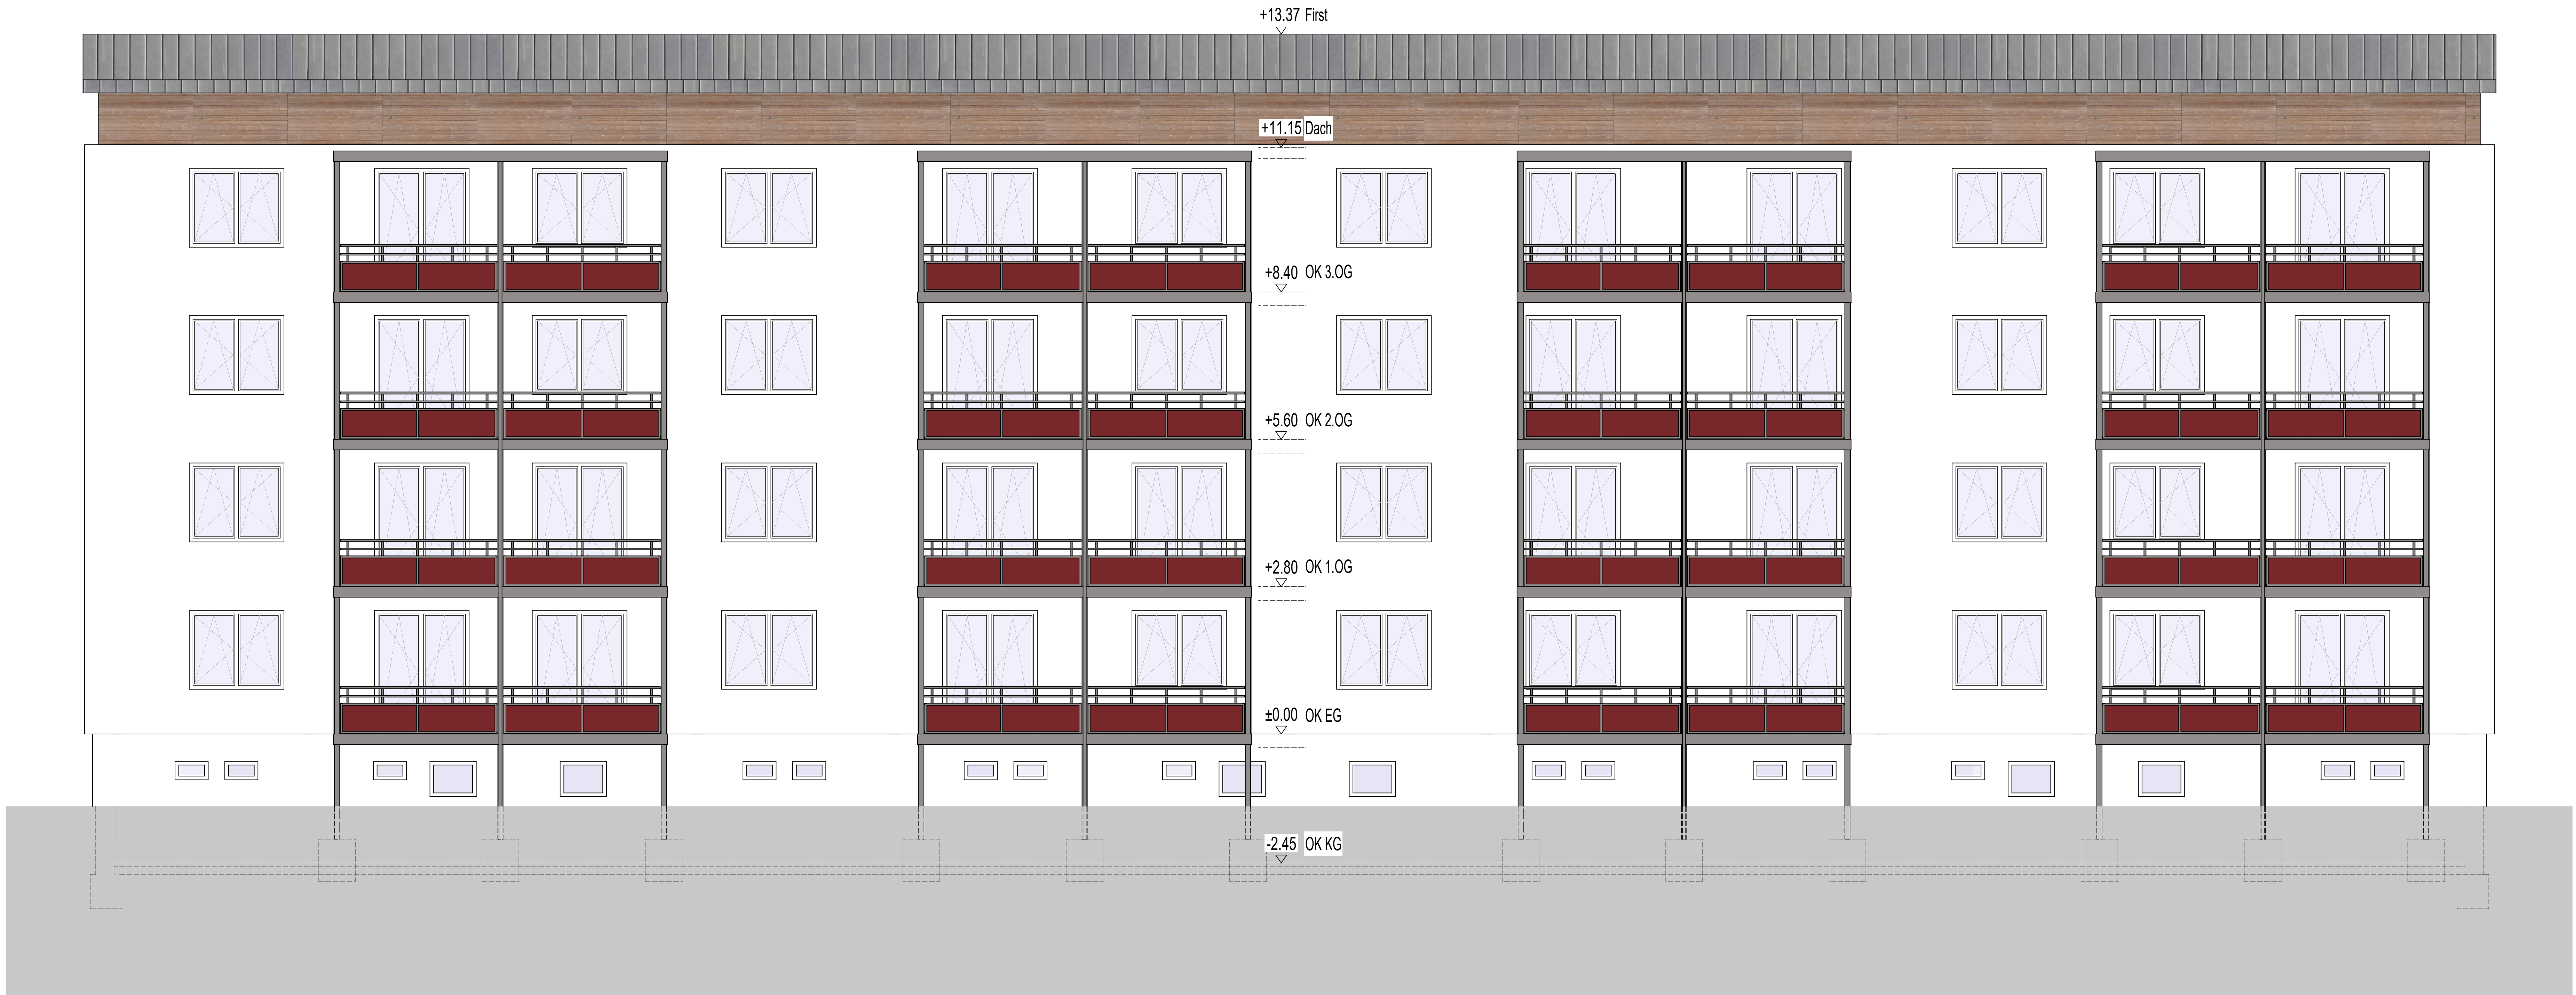 +13.37 First
+11.15 Dach
+8.40 OK 3.OG
+5.60 OK 2.OG
+2.80 OK 1.OG
±0.00 OK EG
-2.45 OK KG